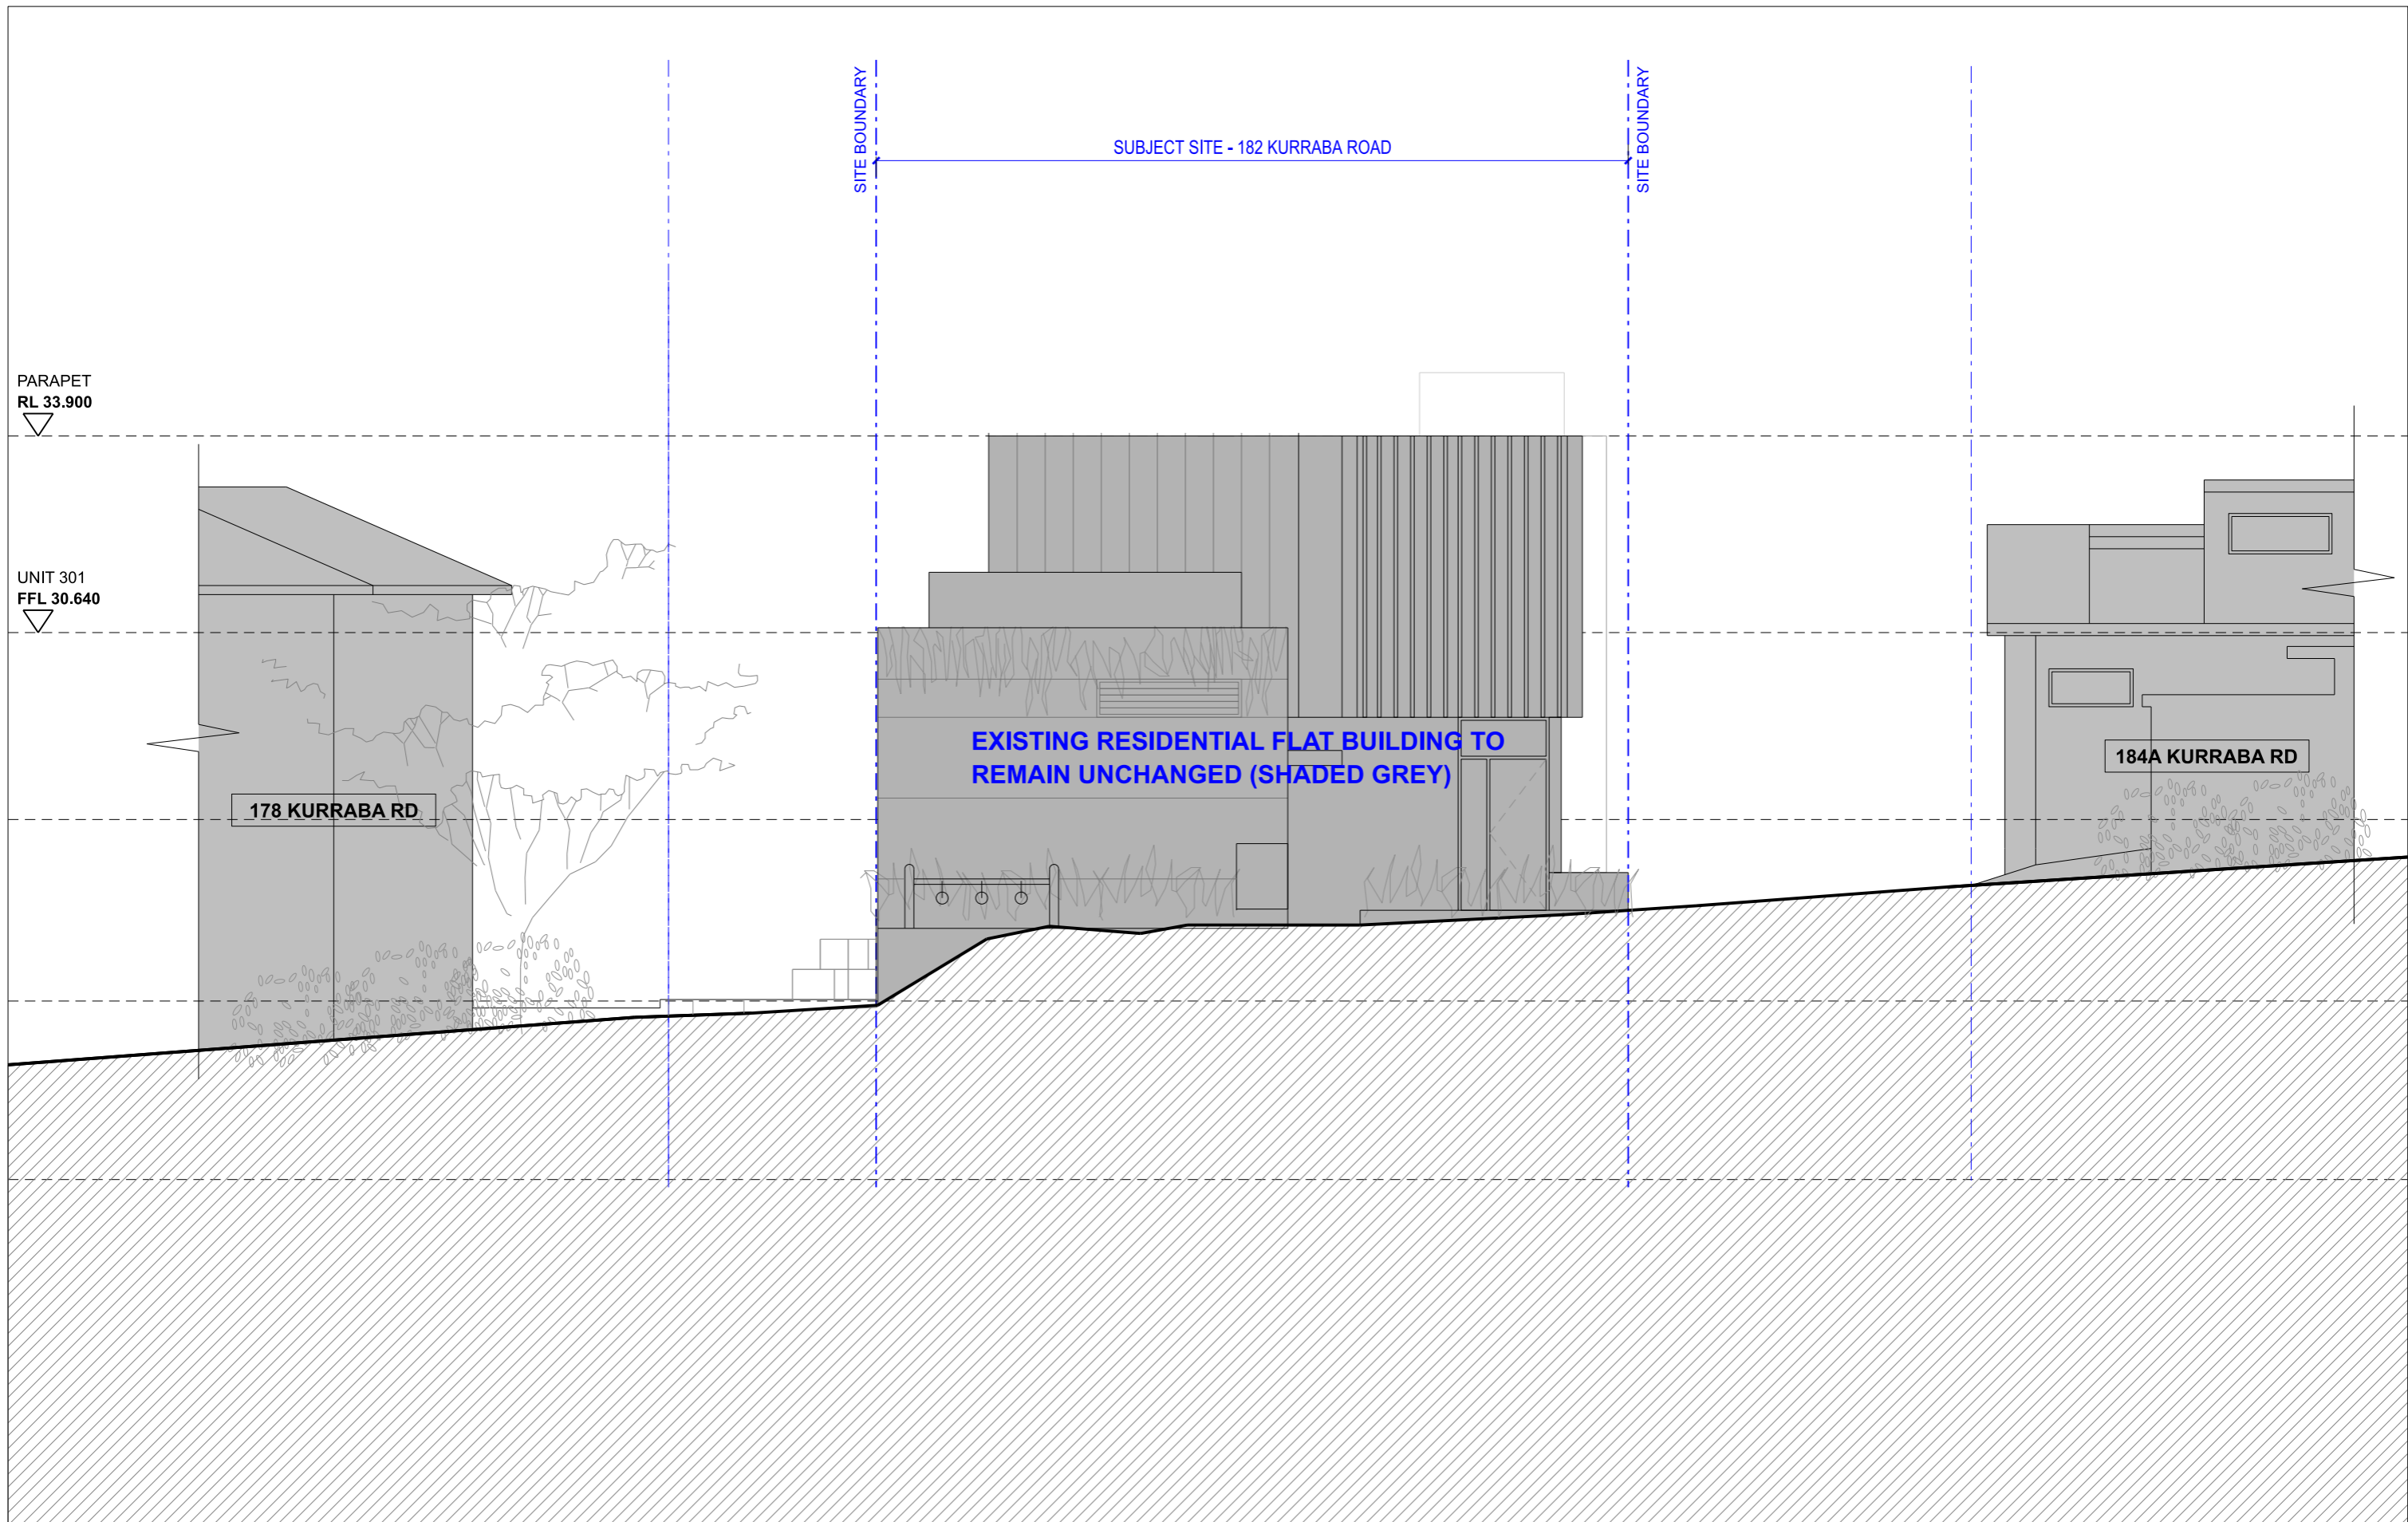 SITE BOUNDARY
SITE BOUNDARY
SUBJECT SITE - 182 KURRABA ROAD
PARAPET
RL 33.900
UNIT 301
FFL 30.640
EXISTING RESIDENTIAL FLAT BUILDING TO
REMAIN UNCHANGED (SHADED GREY)
184A KURRABA RD
178 KURRABA RD